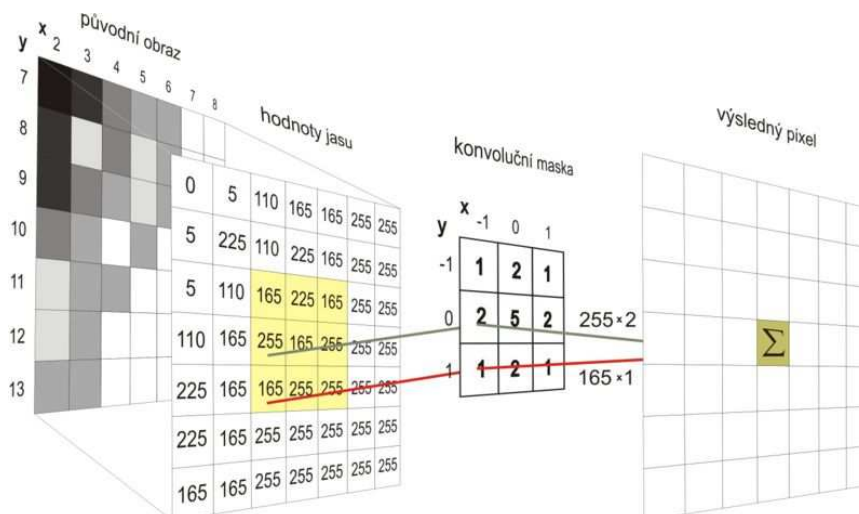 původní obraz
x
y
2 3 4 5 6 7 8
7
8
9
10
11
12
13
hodnoty jasu
0 5 110 165 165 255 255
5 225 110 225 165 255 255
5 110 165 225 165 255 255
110 165 255 165 255 255 255
225 165 165 255 255 255 255
225 165 255 255 255 255 255
165 165 255 255 255 255 255
konvoluční maska
x
-1 0 1
y
-1 1 2 1
0 2 5 2
1 1 2 1
255×2
165×1
výsledný pixel
∑